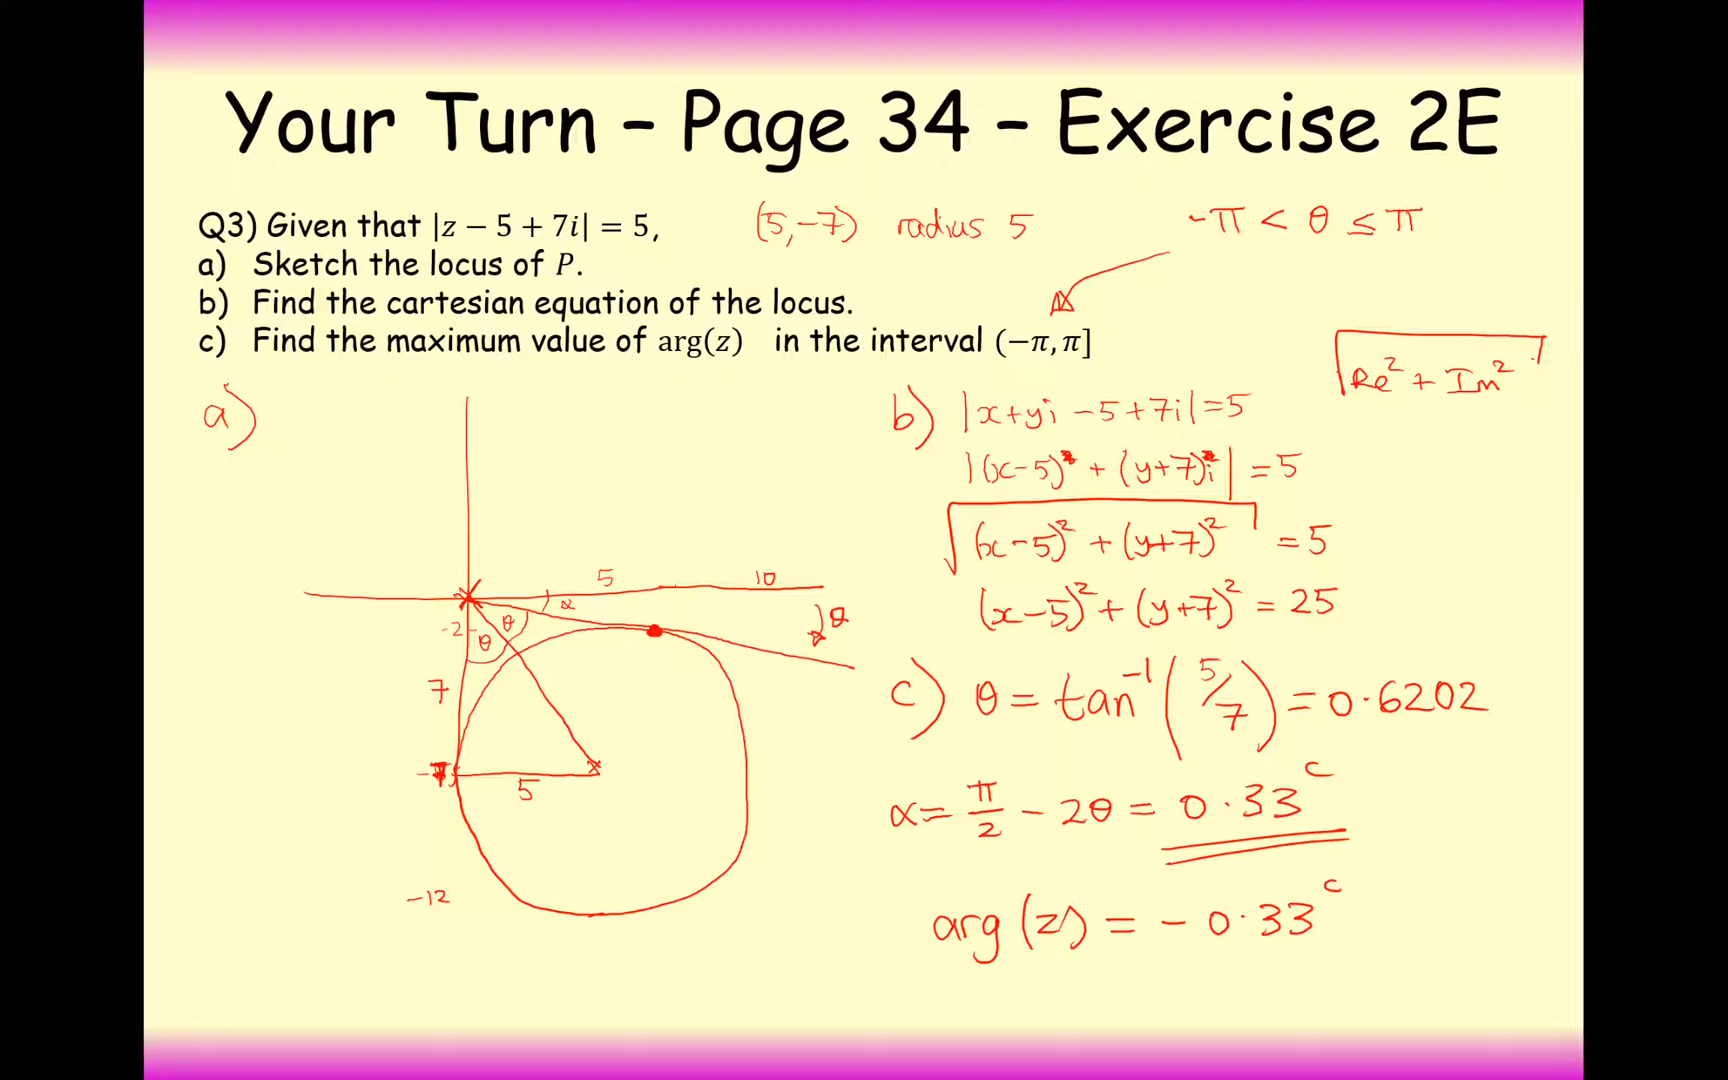 Your Turn – Page 34 – Exercise 2E
Q3) Given that |z − 5 + 7i| = 5,
(5,-7) radius 5
-π < θ ≤ π
a) Sketch the locus of P.
b) Find the cartesian equation of the locus.
c) Find the maximum value of arg(z) in the interval (−π, π]
√(Re² + Im²)
a)
5
10
α
θ
-2
θ
θ
7
5
-12
b) |x+yi -5+7i|=5
|(x-5) + (y+7)i| =5
√((x-5)² + (y+7)²) =5
(x-5)² + (y+7)² = 25
c) θ = tan⁻¹(5/7) = 0.6202
α = π/2 - 2θ = 0.33ᶜ
arg(z) = -0.33ᶜ